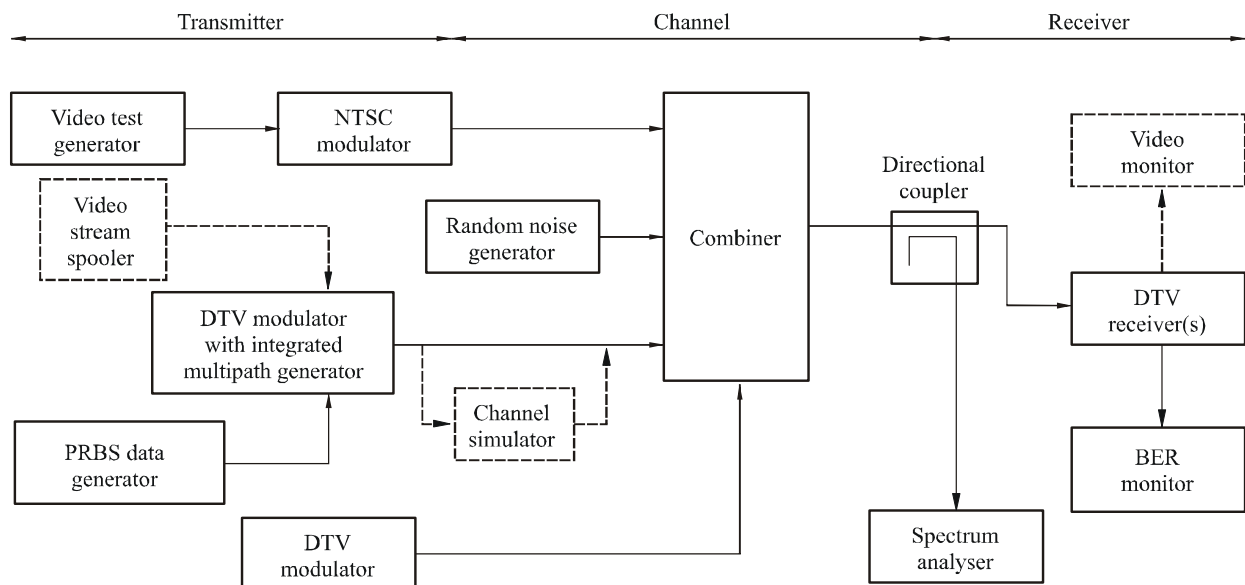 Transmitter
Channel
Receiver
Video test
generator
NTSC
modulator
Video
stream
spooler
Random noise
generator
Combiner
Directional
coupler
Video
monitor
DTV modulator
with integrated
multipath generator
DTV
receiver(s)
Channel
simulator
PRBS data
generator
BER
monitor
DTV
modulator
Spectrum
analyser